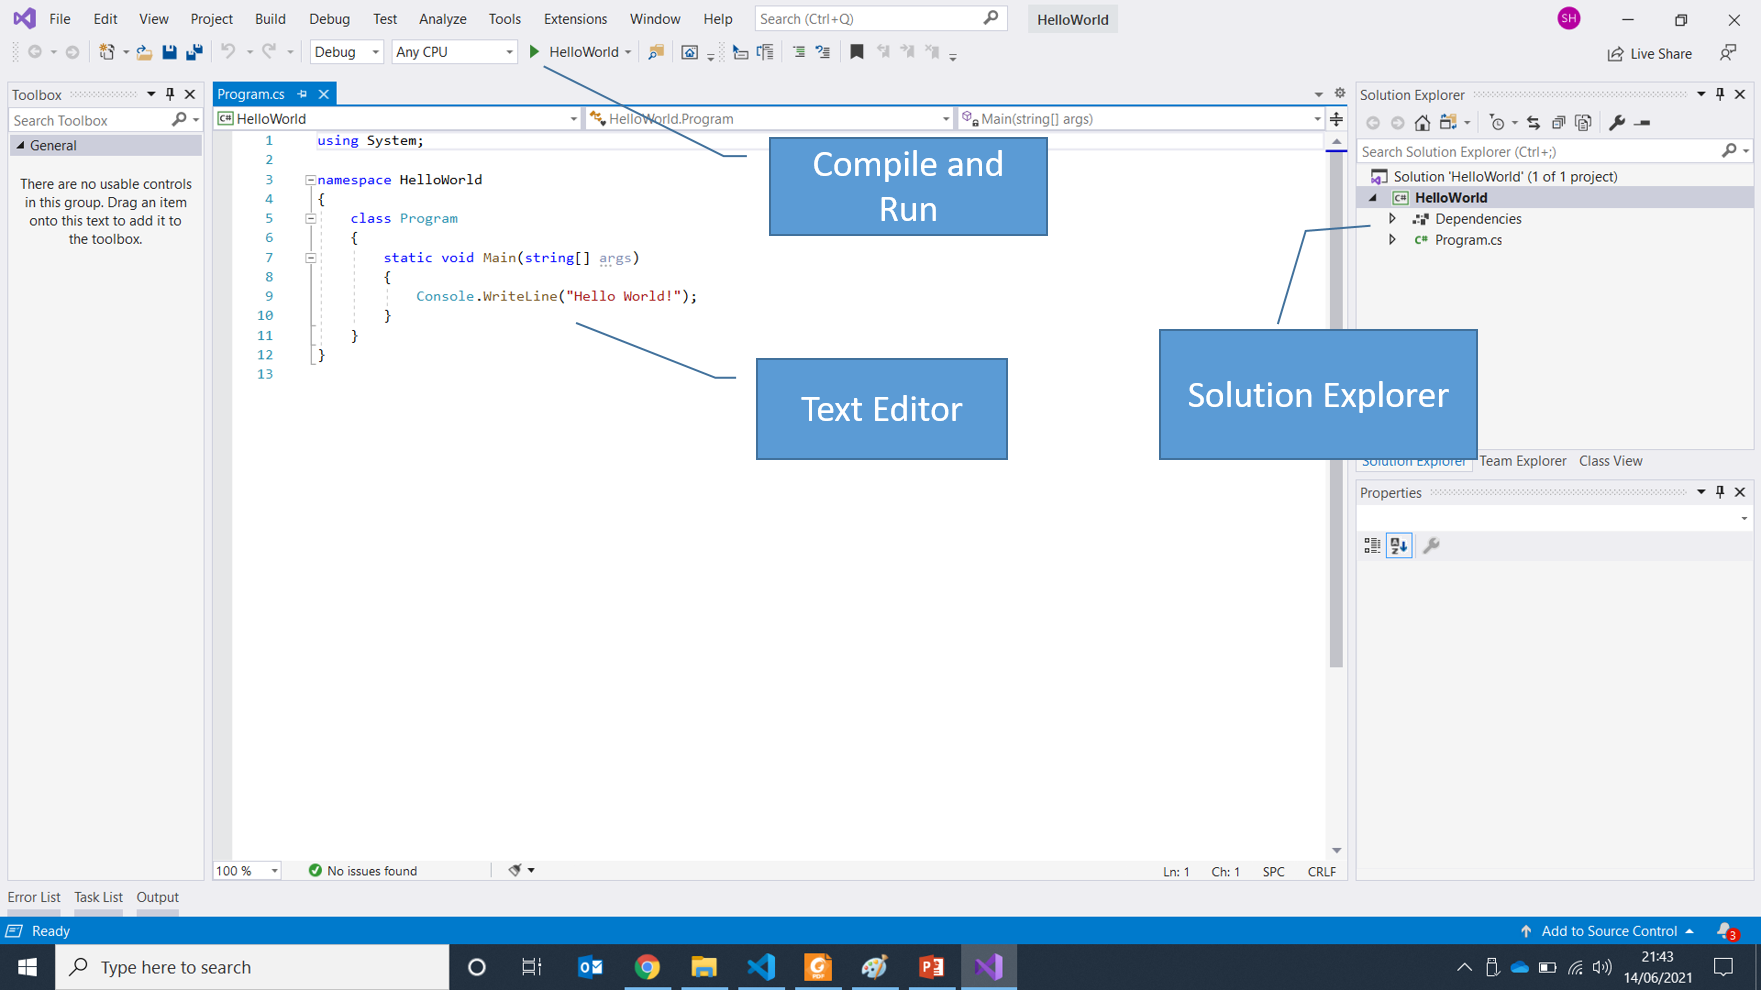 File Edit View Project Build Debug Test Analyze Tools Extensions Window Help Search (Ctrl+Q) HelloWorld SH
Debug Any CPU HelloWorld Live Share
Toolbox
Search Toolbox
General
There are no usable controls
in this group. Drag an item
onto this text to add it to
the toolbox.
Program.cs
C# HelloWorld HelloWorld.Program Main(string[] args)
1 using System;
2
3 namespace HelloWorld
4 {
5 class Program
6 {
7 static void Main(string[] args)
8 {
9 Console.WriteLine("Hello World!");
10 }
11 }
12 }
13
Compile and
Run
Text Editor
Solution Explorer
100 % No issues found Ln: 1 Ch: 1 SPC CRLF
Solution Explorer
Search Solution Explorer (Ctrl+;)
Solution 'HelloWorld' (1 of 1 project)
C# HelloWorld
Dependencies
C# Program.cs
Solution Explorer Team Explorer Class View
Properties
Error List Task List Output
Ready Add to Source Control 3
Type here to search
21:43
14/06/2021